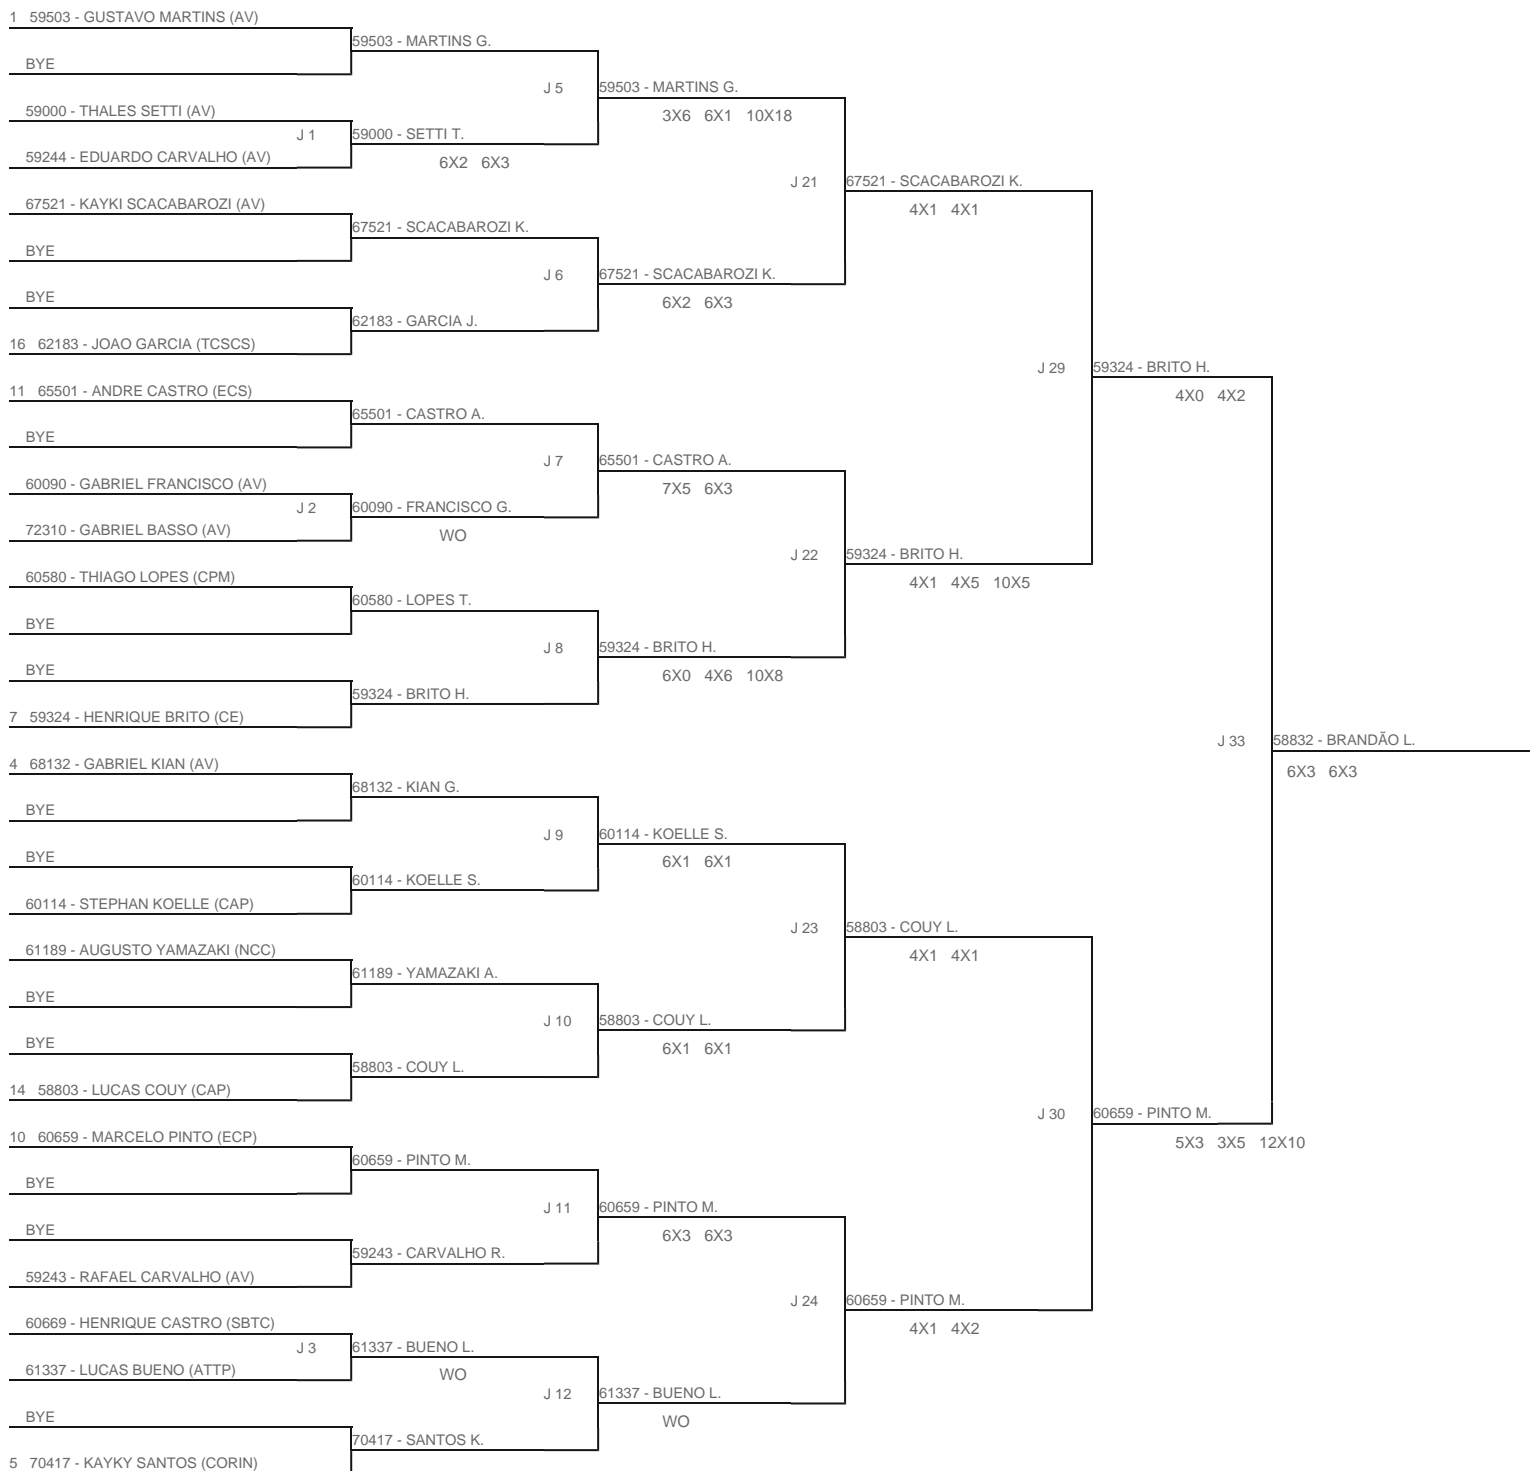 1 59503 - GUSTAVO MARTINS (AV)
59503 - MARTINS G.
BYE
J 5
59503 - MARTINS G.
3X6 6X1 10X18
59000 - THALES SETTI (AV)
J 1
59000 - SETTI T.
6X2 6X3
59244 - EDUARDO CARVALHO (AV)
J 21
67521 - SCACABAROZI K.
4X1 4X1
67521 - KAYKI SCACABAROZI (AV)
67521 - SCACABAROZI K.
BYE
J 6
67521 - SCACABAROZI K.
6X2 6X3
BYE
62183 - GARCIA J.
16 62183 - JOAO GARCIA (TCSCS)
J 29
59324 - BRITO H.
4X0 4X2
11 65501 - ANDRE CASTRO (ECS)
65501 - CASTRO A.
BYE
J 7
65501 - CASTRO A.
7X5 6X3
60090 - GABRIEL FRANCISCO (AV)
J 2
60090 - FRANCISCO G.
WO
72310 - GABRIEL BASSO (AV)
J 22
59324 - BRITO H.
4X1 4X5 10X5
60580 - THIAGO LOPES (CPM)
60580 - LOPES T.
BYE
J 8
59324 - BRITO H.
6X0 4X6 10X8
BYE
59324 - BRITO H.
7 59324 - HENRIQUE BRITO (CE)
J 33
58832 - BRANDÃO L.
6X3 6X3
4 68132 - GABRIEL KIAN (AV)
68132 - KIAN G.
BYE
J 9
60114 - KOELLE S.
6X1 6X1
BYE
60114 - KOELLE S.
60114 - STEPHAN KOELLE (CAP)
J 23
58803 - COUY L.
4X1 4X1
61189 - AUGUSTO YAMAZAKI (NCC)
61189 - YAMAZAKI A.
BYE
J 10
58803 - COUY L.
6X1 6X1
BYE
58803 - COUY L.
14 58803 - LUCAS COUY (CAP)
J 30
60659 - PINTO M.
5X3 3X5 12X10
10 60659 - MARCELO PINTO (ECP)
60659 - PINTO M.
BYE
J 11
60659 - PINTO M.
6X3 6X3
BYE
59243 - CARVALHO R.
59243 - RAFAEL CARVALHO (AV)
J 24
60659 - PINTO M.
4X1 4X2
60669 - HENRIQUE CASTRO (SBTC)
J 3
61337 - BUENO L.
WO
61337 - LUCAS BUENO (ATTP)
J 12
61337 - BUENO L.
WO
BYE
70417 - SANTOS K.
5 70417 - KAYKY SANTOS (CORIN)